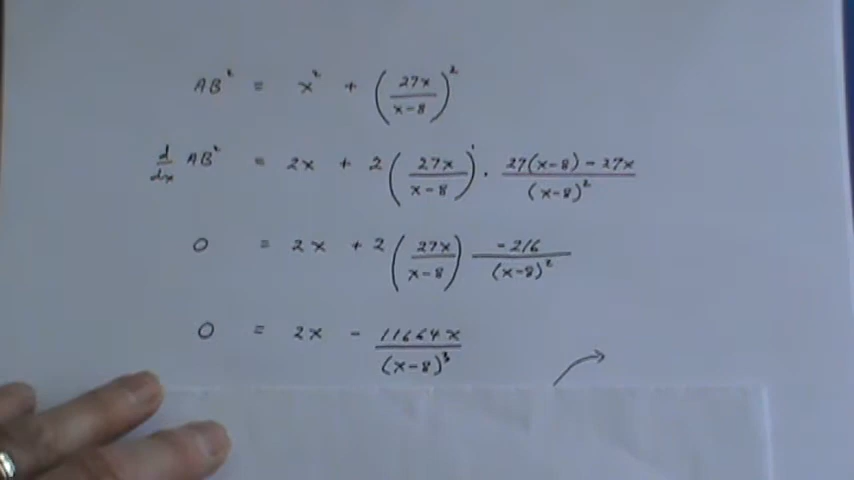 AB² = x² + (27x/(x-8))²
d/dx AB² = 2x + 2(27x/(x-8))¹ · (27(x-8) - 27x)/(x-8)²
0 = 2x + 2(27x/(x-8)) -216/(x-8)²
0 = 2x - 11664x/(x-8)³